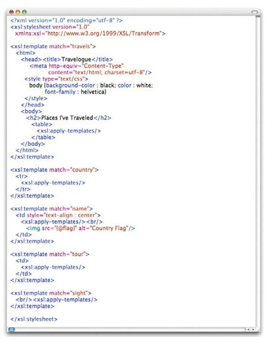 <?xml version="1.0" encoding="utf-8" ?>
<xsl:stylesheet version="1.0"
xmlns:xsl="http://www.w3.org/1999/XSL/Transform">
<xsl:template match="travels">
<html>
<head><title>Travelogue</title>
<meta http-equiv="Content-Type"
content="text/html, charset=utf-8"/>
<style type="text/css">
body {background-color : black; color : white;
font-family : helvetica}
</style>
</head>
<body>
<h2>Places I've Traveled</h2>
<table>
<xsl:apply-templates/>
</table>
</body>
</html>
</xsl:template>
<xsl:template match="country">
<tr>
<xsl:apply-templates/>
</tr>
</xsl:template>
<xsl:template match="name">
<td style="text-align : center">
<xsl:apply-templates/><br/>
<img src="{@flag}" alt="Country Flag"/>
</td>
</xsl:template>
<xsl:template match="tour">
<td>
<xsl:apply-templates/>
</td>
</xsl:template>
<xsl:template match="sight">
<br/> <xsl:apply-templates/>
</xsl:template>
</xsl:stylesheet>